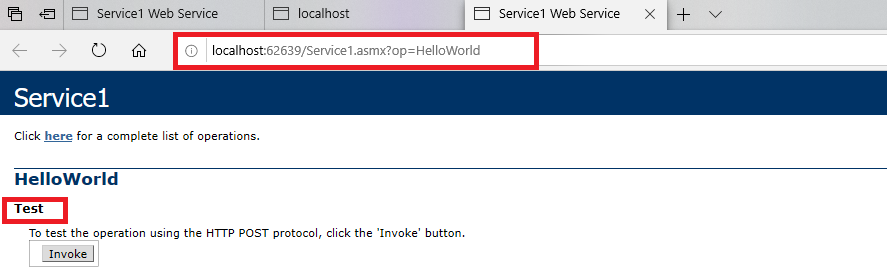 Service1 Web Service
localhost
Service1 Web Service
localhost:62639/Service1.asmx?op=HelloWorld
Service1
Click here for a complete list of operations.
HelloWorld
Test
To test the operation using the HTTP POST protocol, click the 'Invoke' button.
Invoke